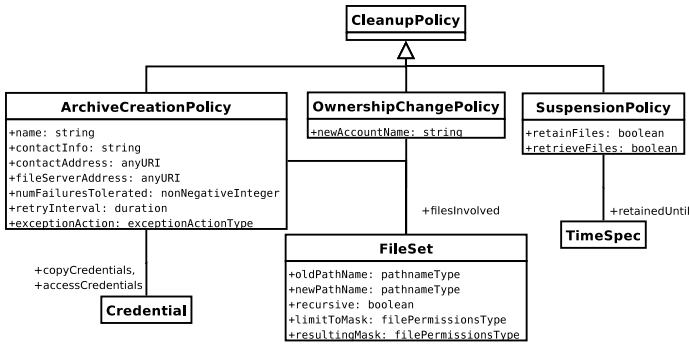 CleanupPolicy
ArchiveCreationPolicy
+name: string
+contactInfo: string
+contactAddress: anyURI
+fileServerAddress: anyURI
+numFailuresTolerated: nonNegativeInteger
+retryInterval: duration
+exceptionAction: exceptionActionType
OwnershipChangePolicy
+newAccountName: string
SuspensionPolicy
+retainFiles: boolean
+retrieveFiles: boolean
+filesInvolved
+retainedUntil
TimeSpec
FileSet
+oldPathName: pathnameType
+newPathName: pathnameType
+recursive: boolean
+limitToMask: filePermissionsType
+resultingMask: filePermissionsType
+copyCredentials,
+accessCredentials
Credential